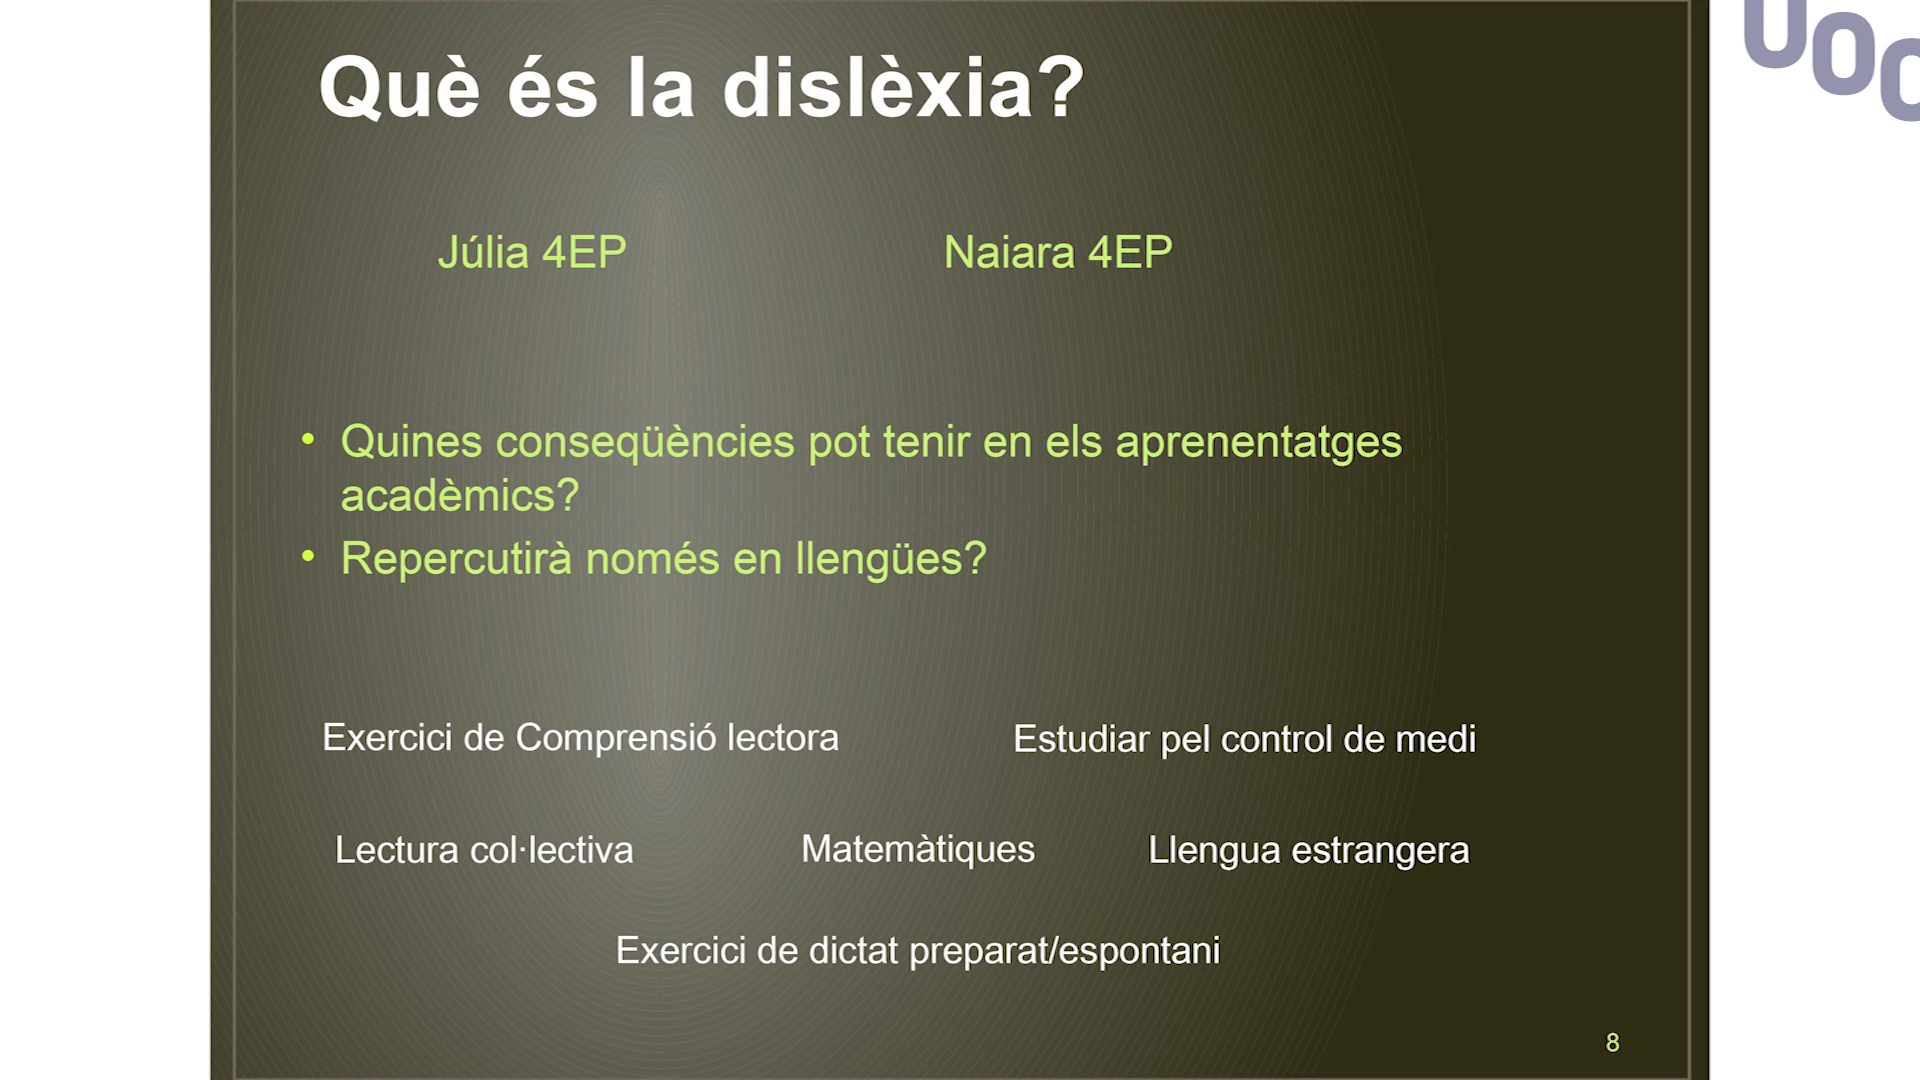 Què és la dislèxia?
UOC
Júlia 4EP
Naiara 4EP
• Quines conseqüències pot tenir en els aprenentatges
acadèmics?
• Repercutirà només en llengües?
Exercici de Comprensió lectora
Estudiar pel control de medi
Lectura col·lectiva
Matemàtiques
Llengua estrangera
Exercici de dictat preparat/espontani
8